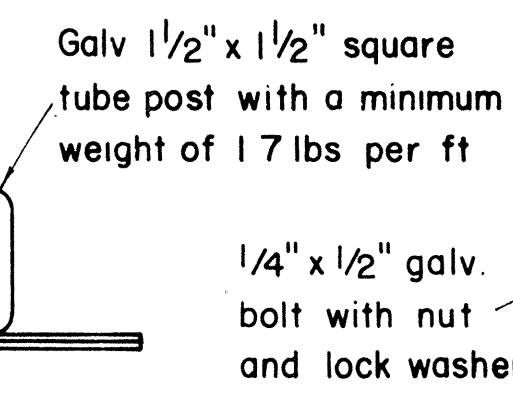 Galv 1 1/2" x 1 1/2" square
tube post with a minimum
weight of 1 7 lbs per ft
1/4" x 1/2" galv.
bolt with nut
and lock washe